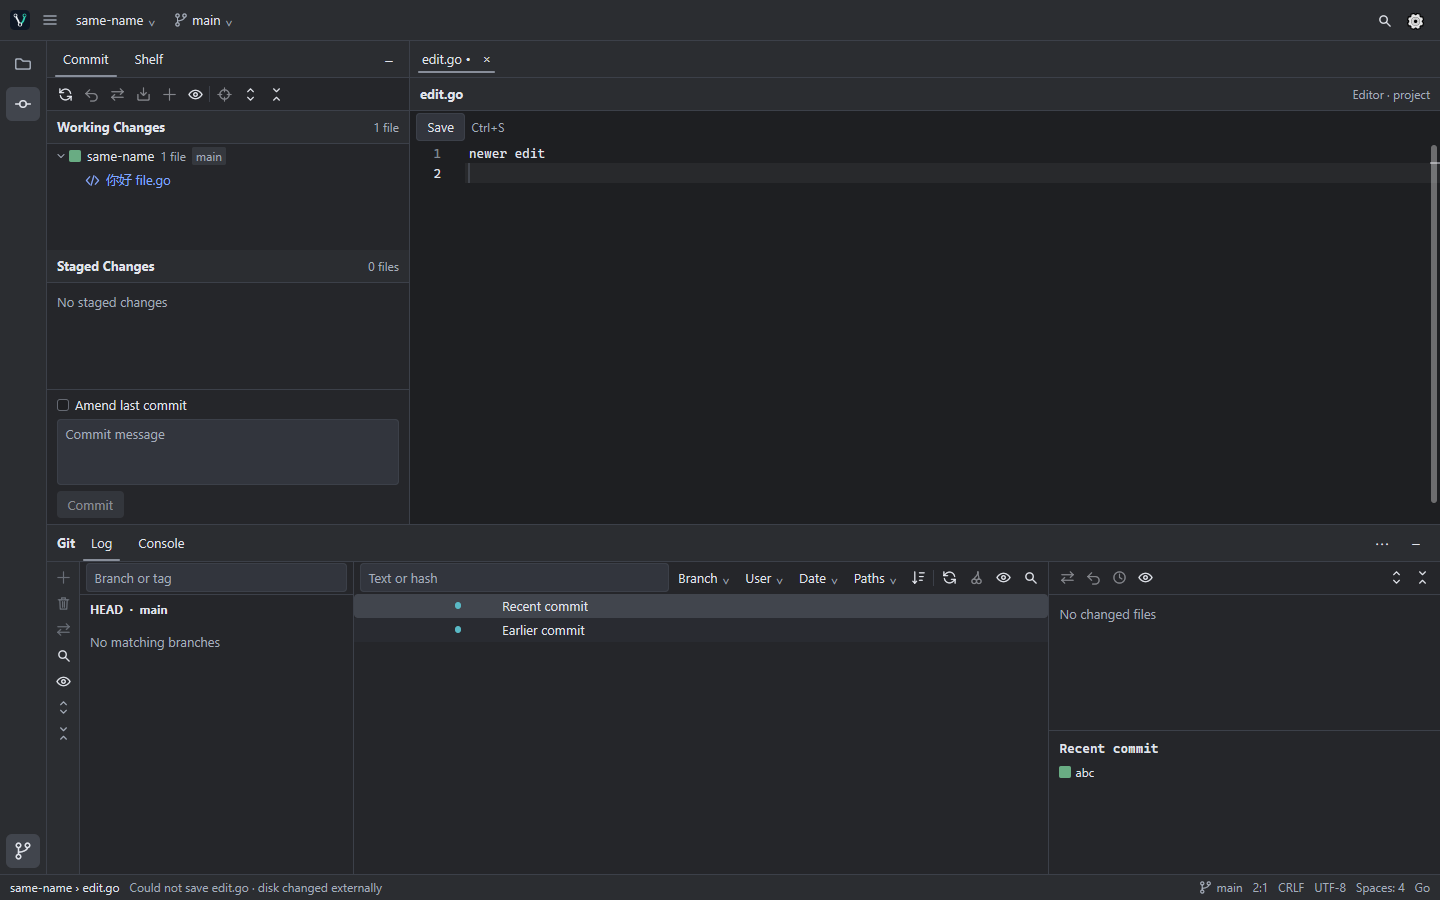 same-name main
Commit Shelf
edit.go •
edit.go Editor · project
Save Ctrl+S
Working Changes 1 file
same-name 1 file main
你好 file.go
1 newer edit
2
Staged Changes 0 files
No staged changes
Amend last commit
Commit message
Commit
Git Log Console
Branch or tag
HEAD · main
No matching branches
Text or hash Branch User Date Paths
Recent commit
Earlier commit
No changed files
Recent commit
abc
same-name › edit.go Could not save edit.go · disk changed externally main 2:1 CRLF UTF-8 Spaces: 4 Go